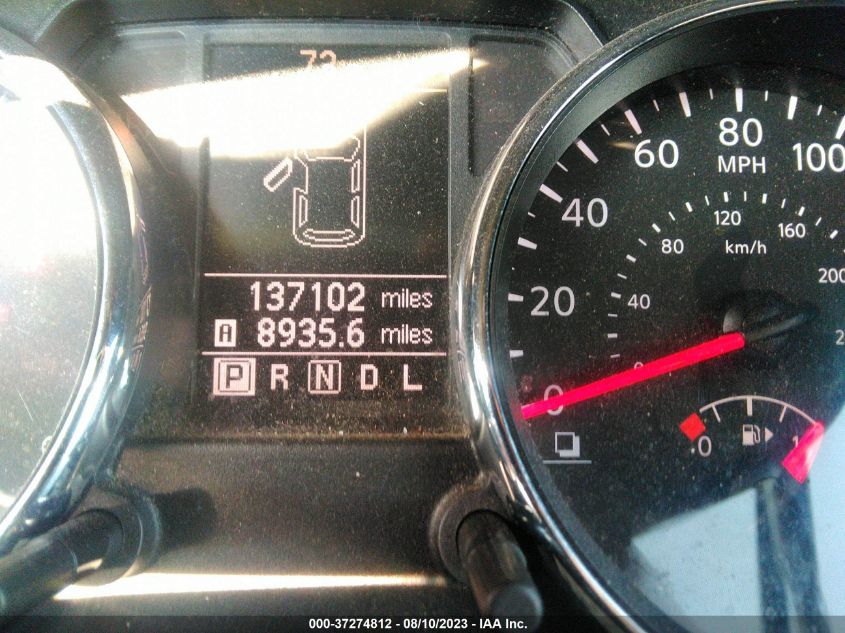 137102 miles
A 8935.6 miles
P R N D L
0 20 40 60 80 100
MPH
40 80 120 160 200
km/h
0 1
000-37274812 - 08/10/2023 - IAA Inc.